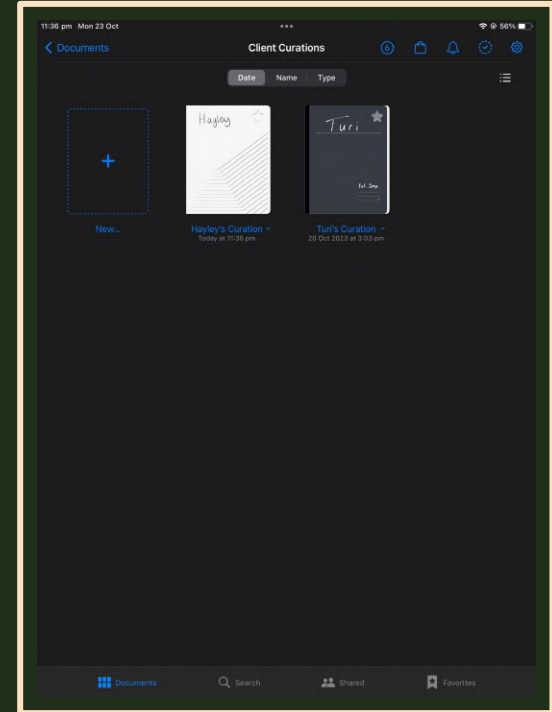 11:36 pm Mon 23 Oct
56%
Documents
Client Curations
6
Date Name Type
Hayley
Turi
New...
Hayley's Curation
Today at 11:36 pm
Turi's Curation
20 Oct 2023 at 3:03 pm
Documents
Search
Shared
Favorites